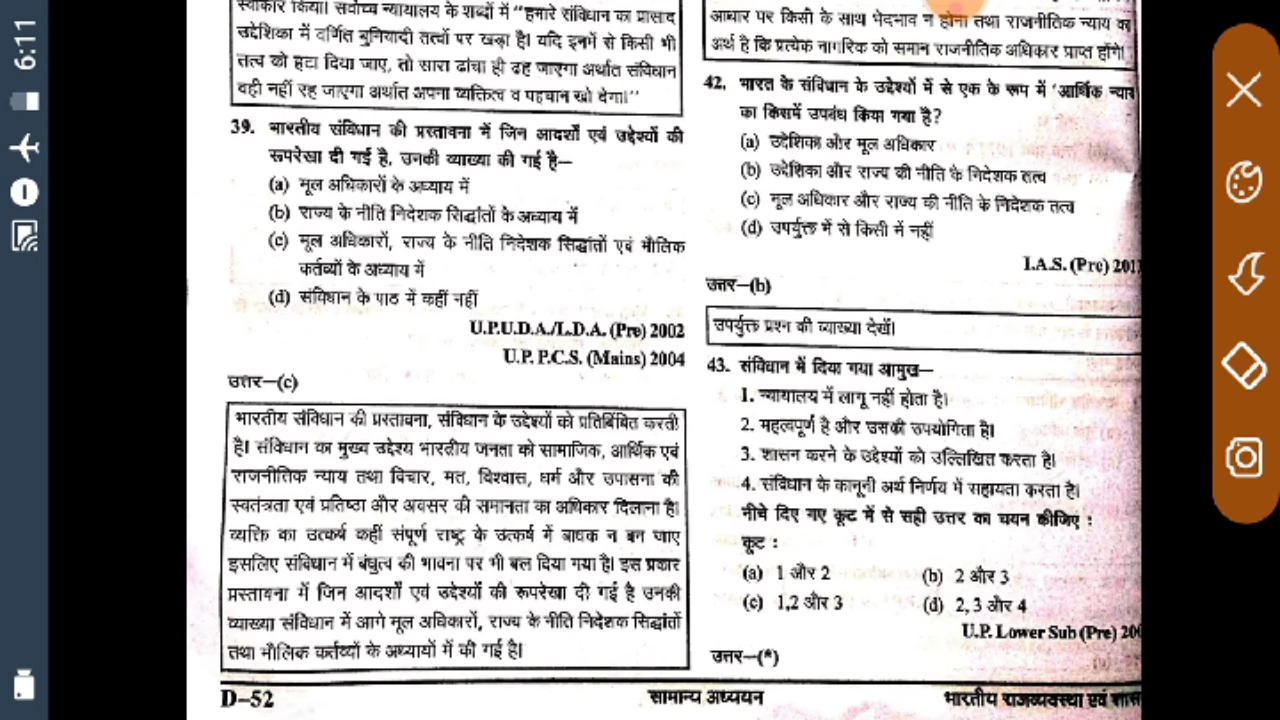 6:11
स्वीकार किया। सर्वोच्च न्यायालय के शब्दों में “हमारे संविधान का प्रासाद
उद्देशिका में वर्णित बुनियादी तत्वों पर खड़ा है। यदि इनमें से किसी भी
तत्व को हटा दिया जाए, तो सारा ढांचा ही ढह जाएगा अर्थात संविधान
वही नहीं रह जाएगा अर्थात अपना व्यक्तित्व व पहचान खो देगा।”
39. भारतीय संविधान की प्रस्तावना में जिन आदर्शों एवं उद्देश्यों की
रूपरेखा दी गई है, उनकी व्याख्या की गई है—
(a) मूल अधिकारों के अध्याय में
(b) राज्य के नीति निदेशक सिद्धांतों के अध्याय में
(c) मूल अधिकारों, राज्य के नीति निदेशक सिद्धांतों एवं मौलिक
कर्तव्यों के अध्याय में
(d) संविधान के पाठ में कहीं नहीं
U.P.U.D.A./L.D.A. (Pre) 2002
U.P. P.C.S. (Mains) 2004
उत्तर—(c)
भारतीय संविधान की प्रस्तावना, संविधान के उद्देश्यों को प्रतिबिंबित करती
है। संविधान का मुख्य उद्देश्य भारतीय जनता को सामाजिक, आर्थिक एवं
राजनीतिक न्याय तथा विचार, मत, विश्वास, धर्म और उपासना की
स्वतंत्रता एवं प्रतिष्ठा और अवसर की समानता का अधिकार दिलाना है।
व्यक्ति का उत्कर्ष कहीं संपूर्ण राष्ट्र के उत्कर्ष में बाधक न बन जाए
इसलिए संविधान में बंधुत्व की भावना पर भी बल दिया गया है। इस प्रकार
प्रस्तावना में जिन आदर्शों एवं उद्देश्यों की रूपरेखा दी गई है उनकी
व्याख्या संविधान में आगे मूल अधिकारों, राज्य के नीति निदेशक सिद्धांतों
तथा मौलिक कर्तव्यों के अध्यायों में की गई है।
आधार पर किसी के साथ भेदभाव न होना तथा राजनीतिक न्याय का
अर्थ है कि प्रत्येक नागरिक को समान राजनीतिक अधिकार प्राप्त होंगे।
42. भारत के संविधान के उद्देश्यों में से एक के रूप में 'आर्थिक न्याय
का किसमें उपबंध किया गया है?
(a) उद्देशिका और मूल अधिकार
(b) उद्देशिका और राज्य की नीति के निदेशक तत्व
(c) मूल अधिकार और राज्य की नीति के निदेशक तत्व
(d) उपर्युक्त में से किसी में नहीं
I.A.S. (Pre)
उत्तर—(b)
उपर्युक्त प्रश्न की व्याख्या देखें।
43. संविधान में दिया गया आमुख—
1. न्यायालय में लागू नहीं होता है।
2. महत्वपूर्ण है और उसकी उपयोगिता है।
3. शासन करने के उद्देश्यों को उल्लिखित करता है।
4. संविधान के कानूनी अर्थ निर्णय में सहायता करता है।
नीचे दिए गए कूट में से सही उत्तर का चयन कीजिए :
कूट :
(a) 1 और 2 (b) 2 और 3
(c) 1,2 और 3 (d) 2, 3 और 4
U.P. Lower Sub (Pre)
उत्तर—(*)
D–52 सामान्य अध्ययन भारतीय राजव्यवस्था एवं